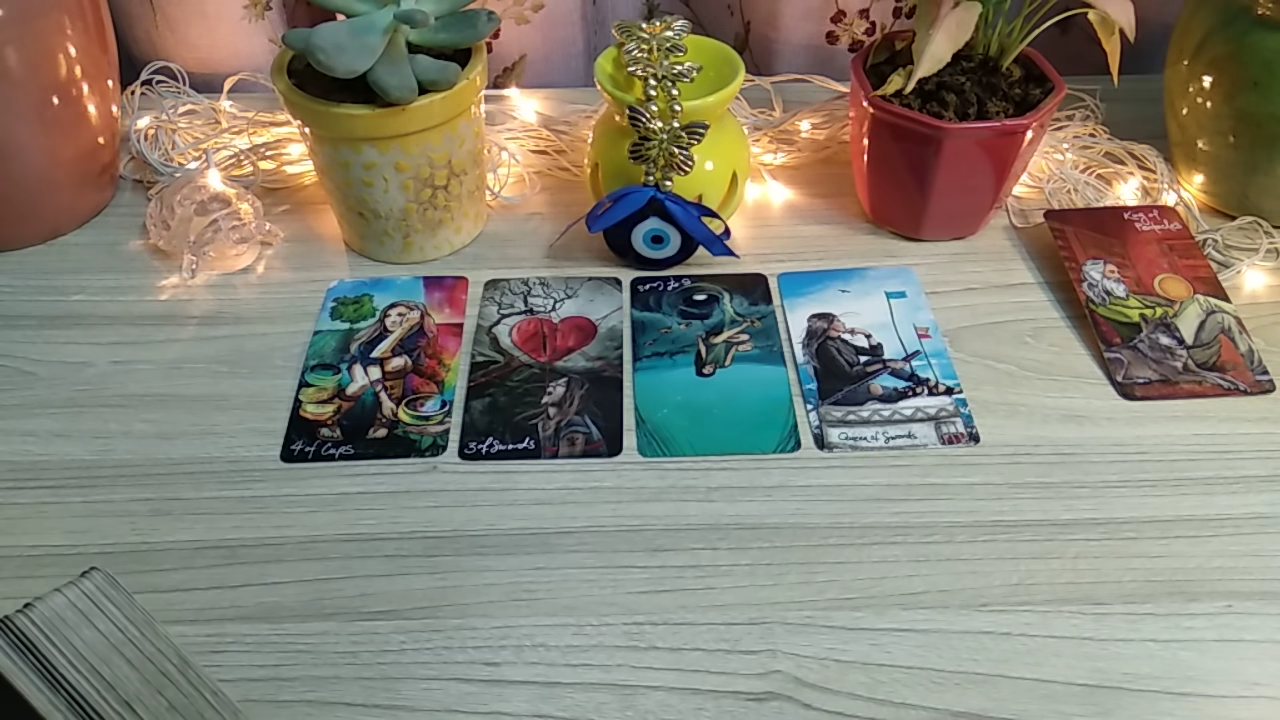 4 of Cups
3 of Swords
Queen of Swords
King of
Pentacles